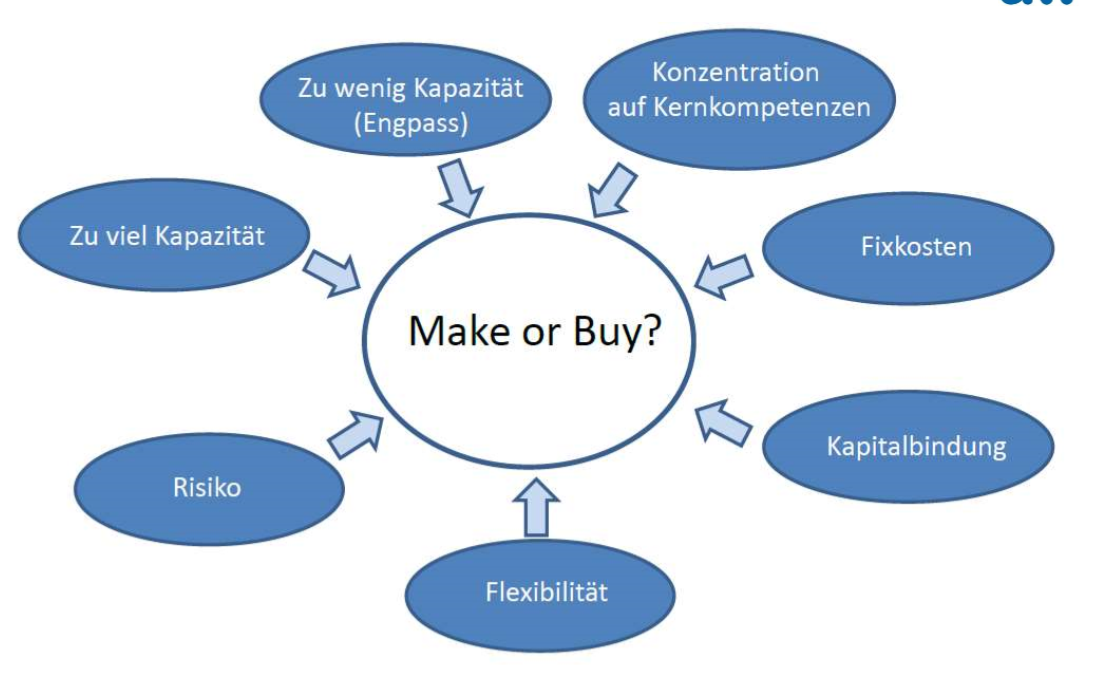 Zu wenig Kapazität
(Engpass)
Konzentration
auf Kernkompetenzen
Zu viel Kapazität
Fixkosten
Make or Buy?
Kapitalbindung
Risiko
Flexibilität